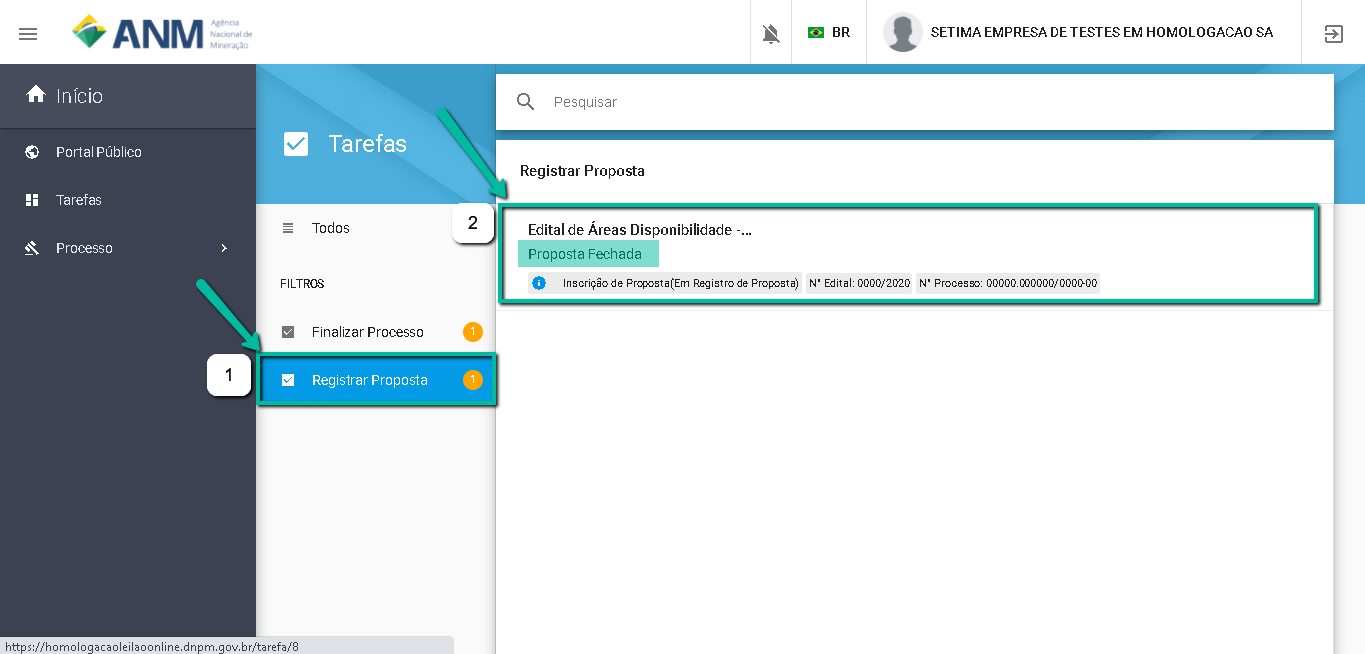 ANM Agência
Nacional de
Mineração
BR
SETIMA EMPRESA DE TESTES EM HOMOLOGACAO SA
Início
Portal Público
Tarefas
Processo
Tarefas
Todos
FILTROS
Finalizar Processo 1
1 Registrar Proposta 1
Pesquisar
Registrar Proposta
2
Edital de Áreas Disponibilidade -...
Proposta Fechada
Inscrição de Proposta(Em Registro de Proposta) N° Edital: 0000/2020 N° Processo: 00000.000000/0000-00
https://homologacaoleilaoonline.dnpm.gov.br/tarefa/8